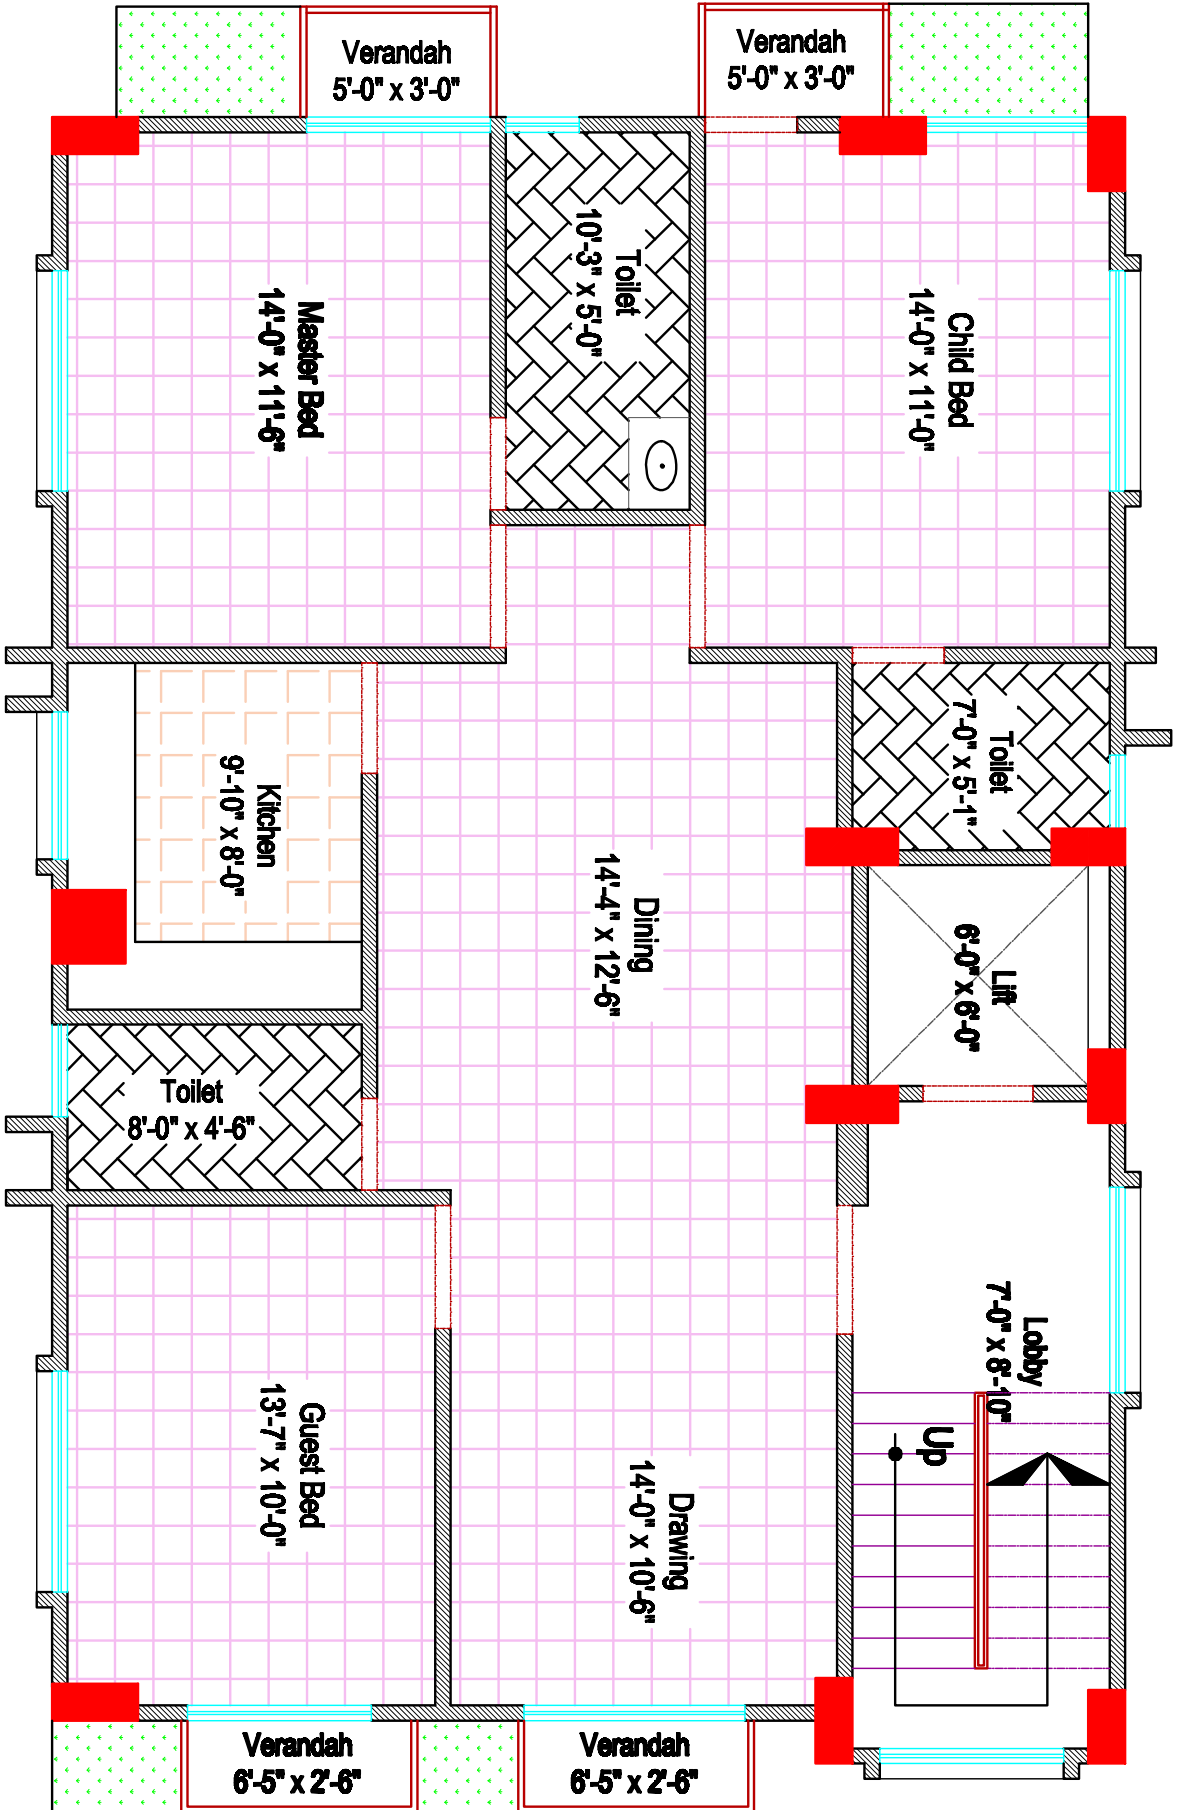 Verandah
5'-0" x 3'-0"
Verandah
5'-0" x 3'-0"
Toilet
10'-3" x 5'-0"
Master Bed
14'-0" x 11'-6"
Child Bed
14'-0" x 11'-0"
Toilet
7'-0" x 5'-1"
Kitchen
9'-10" x 8'-0"
Dining
14'-4" x 12'-6"
Lift
6'-0" x 6'-0"
Toilet
8'-0" x 4'-6"
Lobby
7'-0" x 8'-10"
Up
Guest Bed
13'-7" x 10'-0"
Drawing
14'-0" x 10'-6"
Verandah
6'-5" x 2'-6"
Verandah
6'-5" x 2'-6"